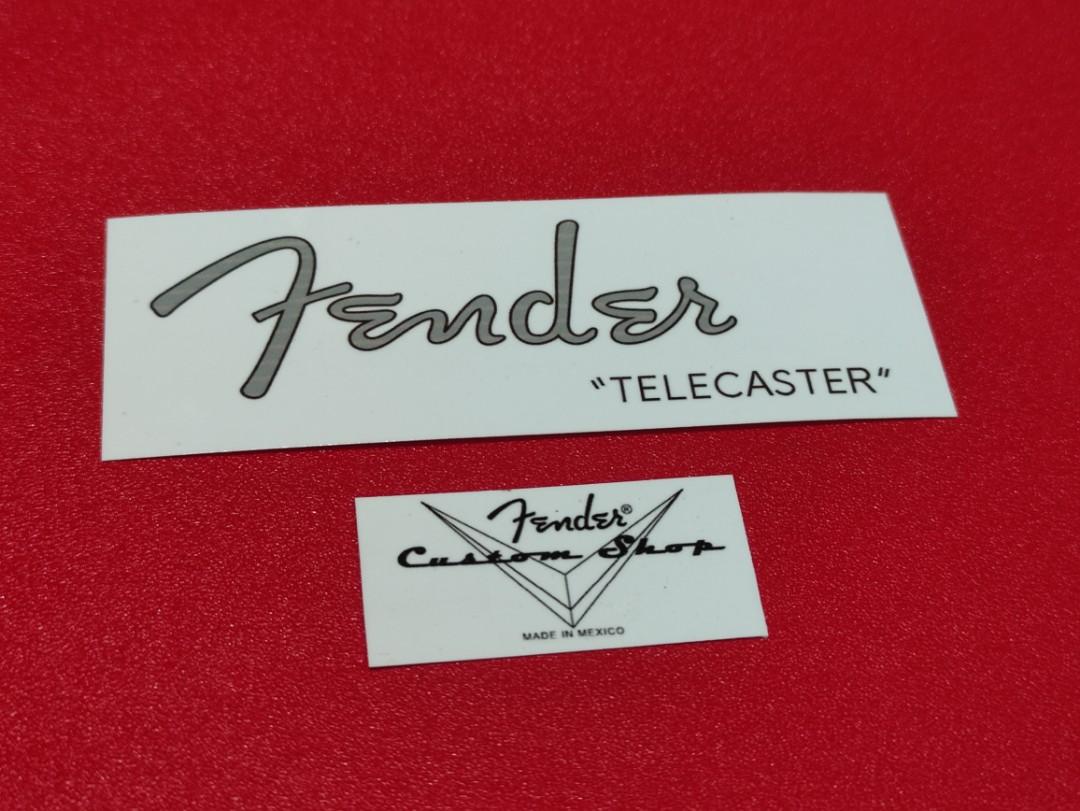 Fender
“TELECASTER”
Fender®
Custom Shop
MADE IN MEXICO